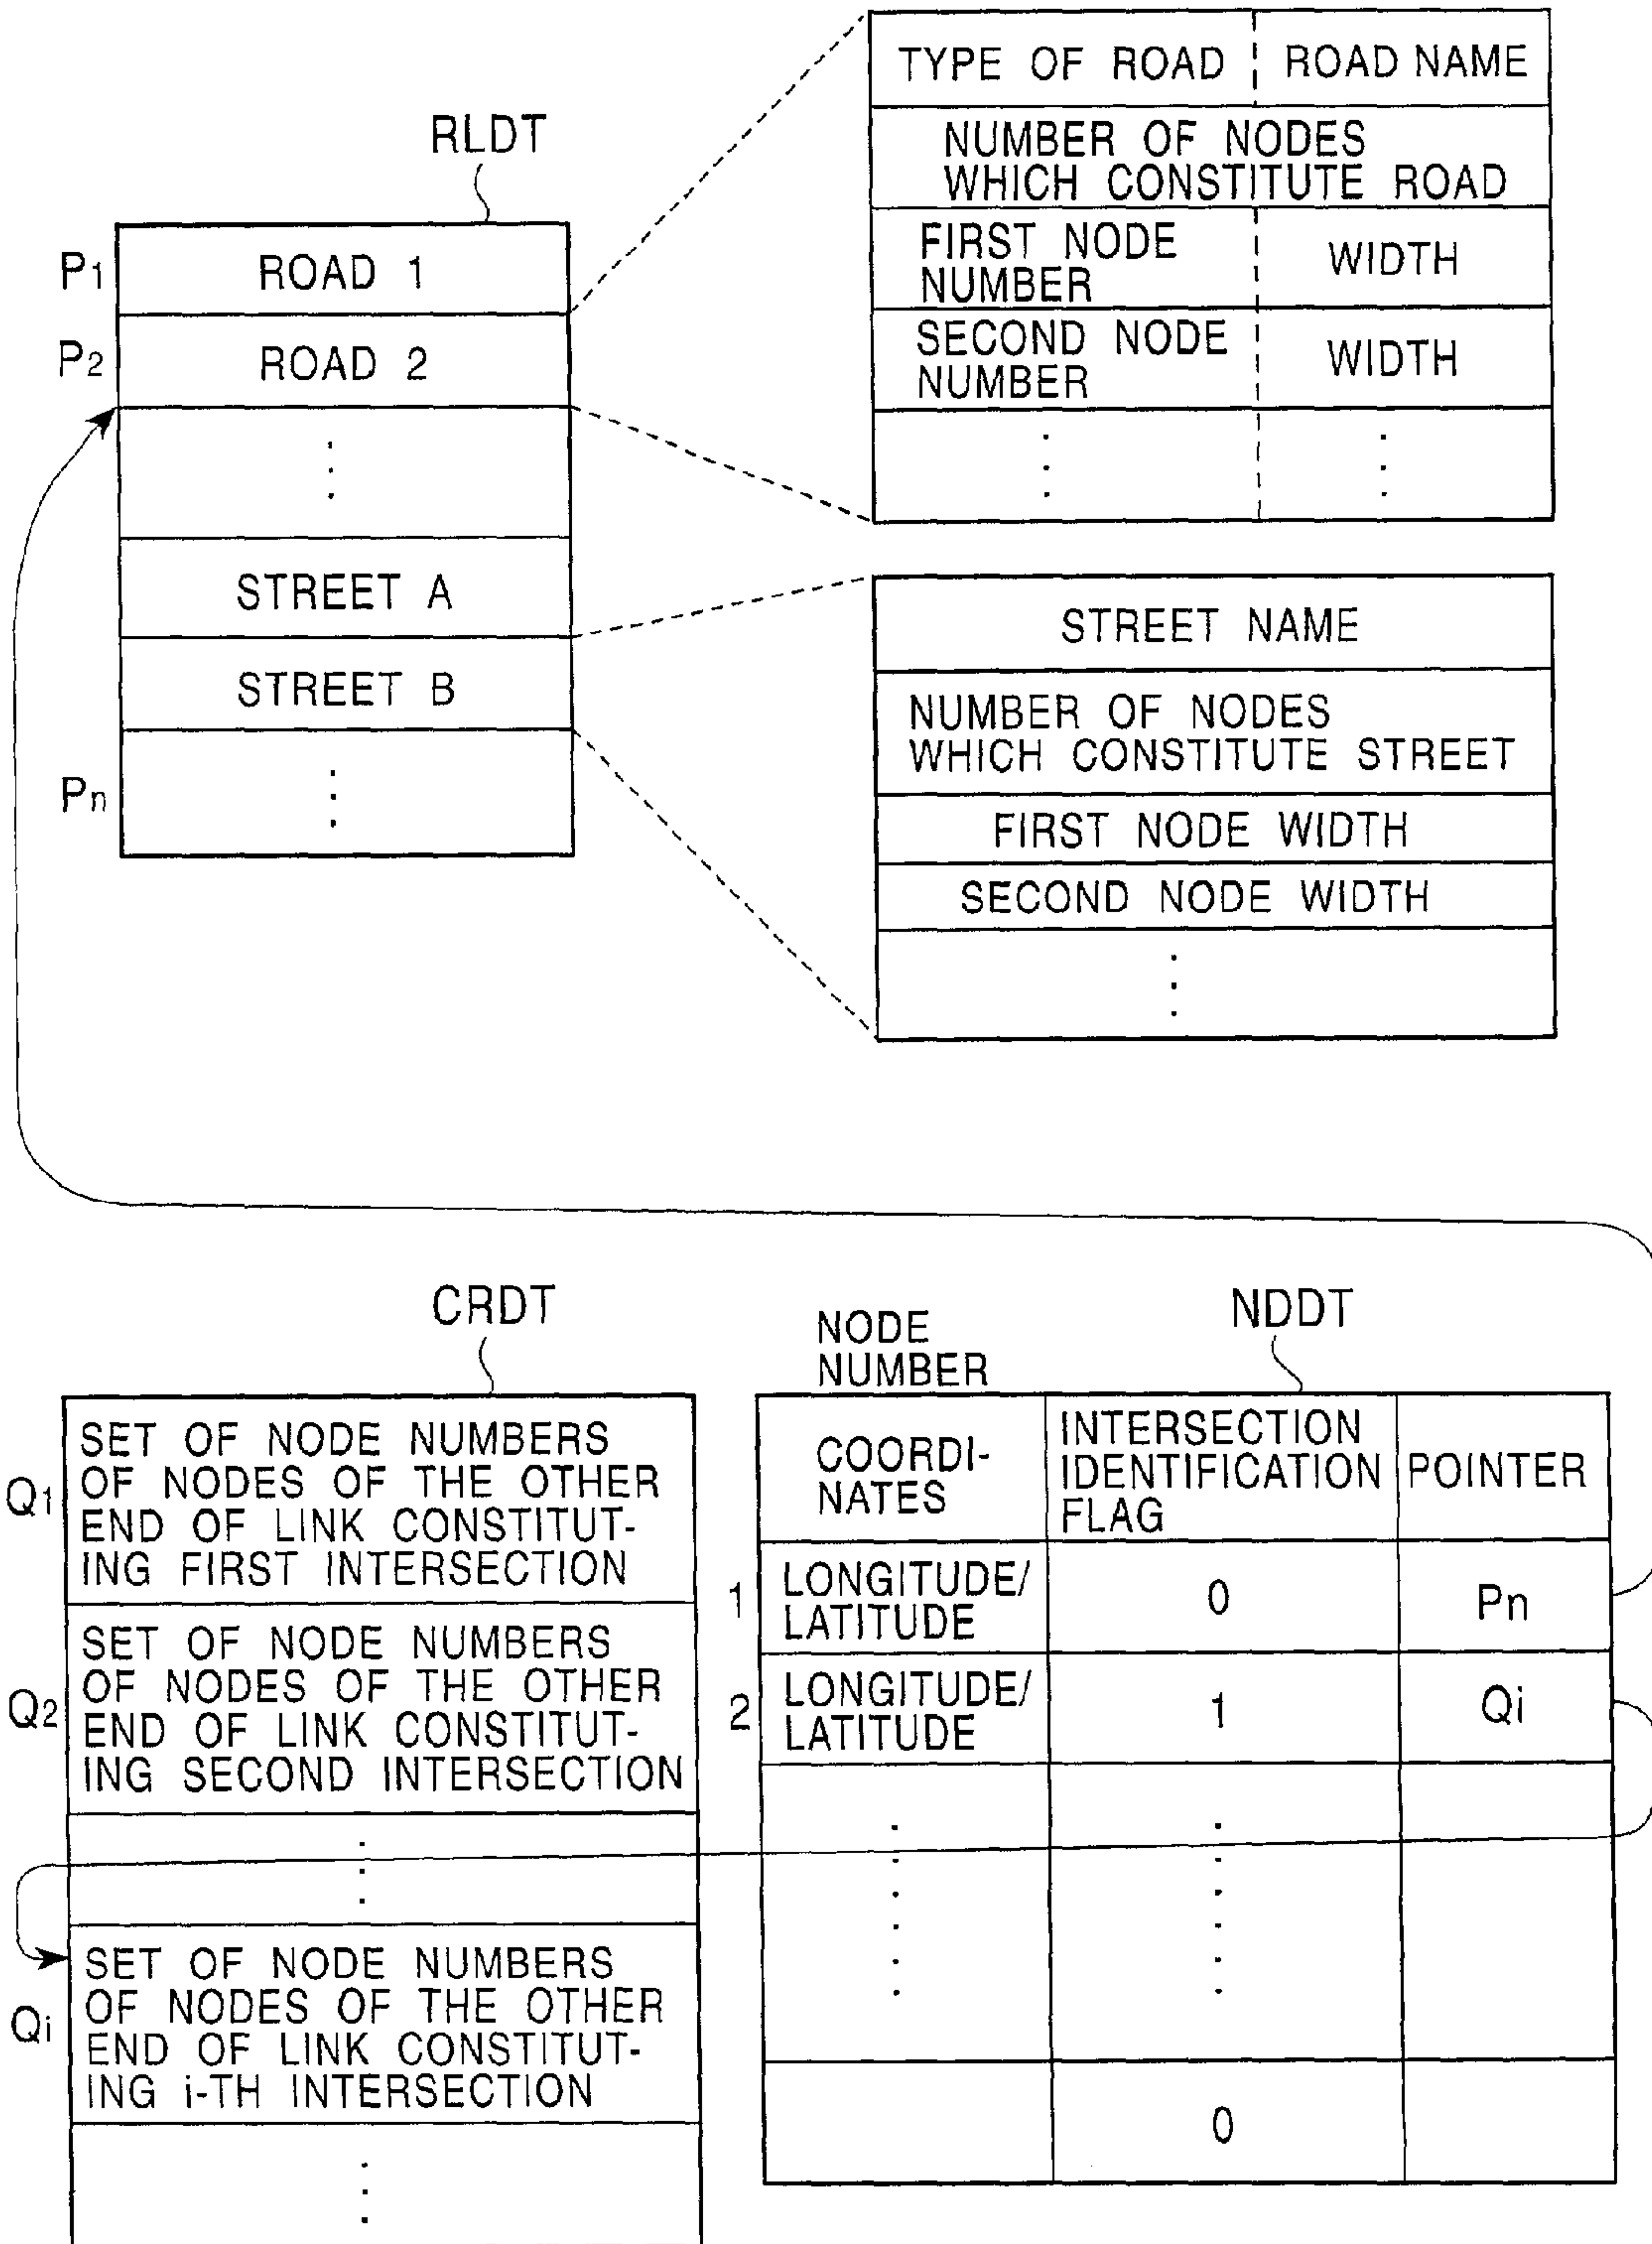 RLDT
P1
ROAD 1
P2
ROAD 2
STREET A
STREET B
Pn
TYPE OF ROAD
ROAD NAME
NUMBER OF NODES
WHICH CONSTITUTE ROAD
FIRST NODE
NUMBER
WIDTH
SECOND NODE
NUMBER
WIDTH
STREET NAME
NUMBER OF NODES
WHICH CONSTITUTE STREET
FIRST NODE WIDTH
SECOND NODE WIDTH
CRDT
Q1
SET OF NODE NUMBERS
OF NODES OF THE OTHER
END OF LINK CONSTITUT-
ING FIRST INTERSECTION
Q2
SET OF NODE NUMBERS
OF NODES OF THE OTHER
END OF LINK CONSTITUT-
ING SECOND INTERSECTION
Qi
SET OF NODE NUMBERS
OF NODES OF THE OTHER
END OF LINK CONSTITUT-
ING i-TH INTERSECTION
NODE
NUMBER
NDDT
COORDI-
NATES
INTERSECTION
IDENTIFICATION
FLAG
POINTER
1
LONGITUDE/
LATITUDE
0
Pn
2
LONGITUDE/
LATITUDE
1
Qi
0